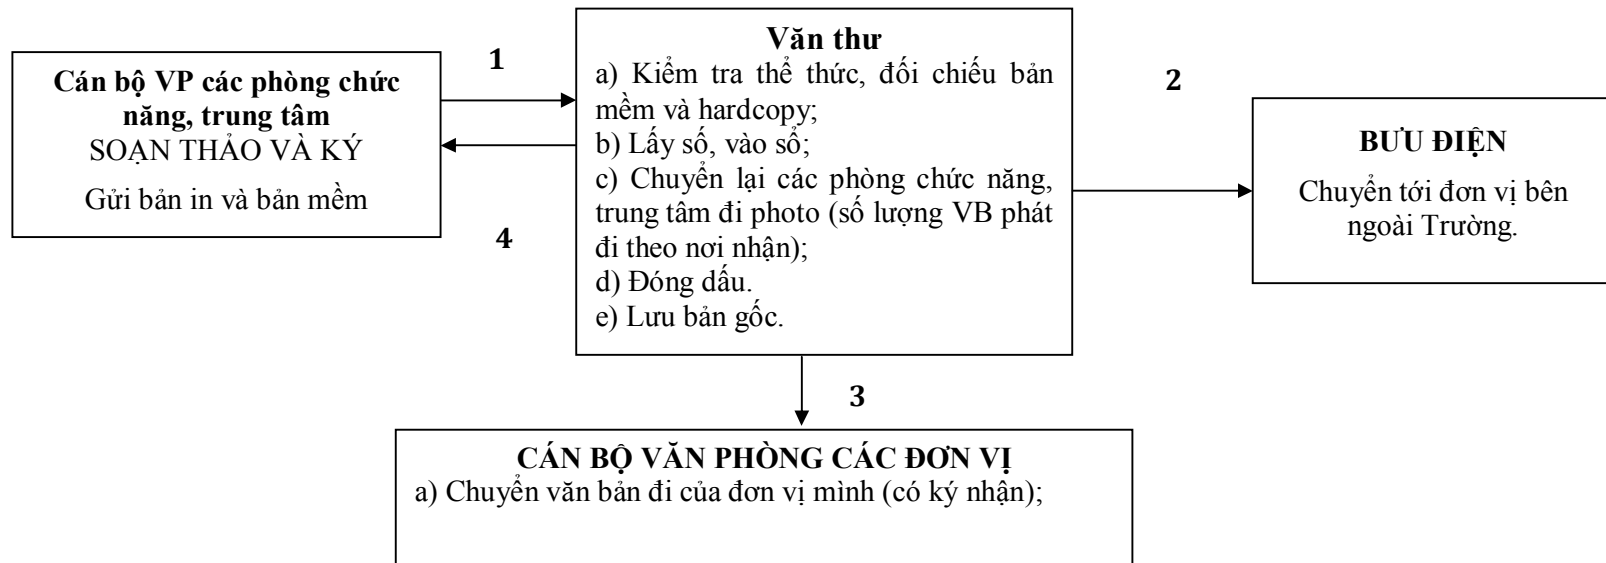 Cán bộ VP các phòng chức
năng, trung tâm
SOẠN THẢO VÀ KÝ
Gửi bản in và bản mềm
1
4
Văn thư
a) Kiểm tra thể thức, đối chiếu bản
mềm và hardcopy;
b) Lấy số, vào sổ;
c) Chuyển lại các phòng chức năng,
trung tâm đi photo (số lượng VB phát
đi theo nơi nhận);
d) Đóng dấu.
e) Lưu bản gốc.
2
BƯU ĐIỆN
Chuyển tới đơn vị bên
ngoài Trường.
3
CÁN BỘ VĂN PHÒNG CÁC ĐƠN VỊ
a) Chuyển văn bản đi của đơn vị mình (có ký nhận);